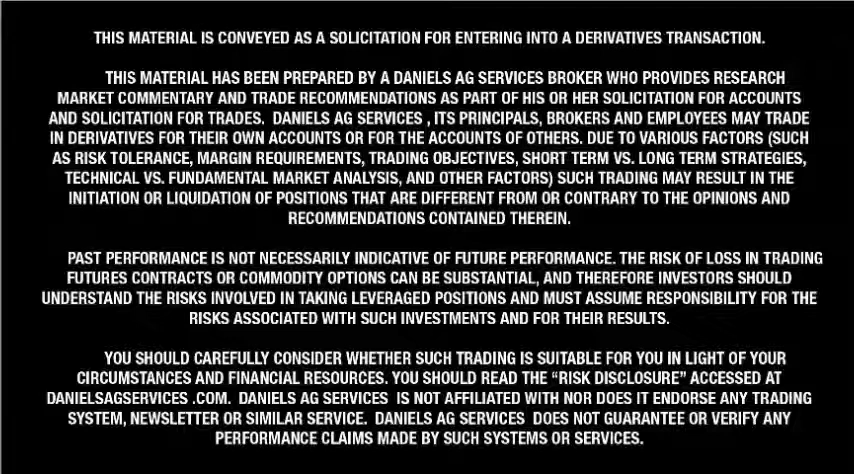 THIS MATERIAL IS CONVEYED AS A SOLICITATION FOR ENTERING INTO A DERIVATIVES TRANSACTION.
THIS MATERIAL HAS BEEN PREPARED BY A DANIELS AG SERVICES BROKER WHO PROVIDES RESEARCH
MARKET COMMENTARY AND TRADE RECOMMENDATIONS AS PART OF HIS OR HER SOLICITATION FOR ACCOUNTS
AND SOLICITATION FOR TRADES. DANIELS AG SERVICES , ITS PRINCIPALS, BROKERS AND EMPLOYEES MAY TRADE
IN DERIVATIVES FOR THEIR OWN ACCOUNTS OR FOR THE ACCOUNTS OF OTHERS. DUE TO VARIOUS FACTORS (SUCH
AS RISK TOLERANCE, MARGIN REQUIREMENTS, TRADING OBJECTIVES, SHORT TERM VS. LONG TERM STRATEGIES,
TECHNICAL VS. FUNDAMENTAL MARKET ANALYSIS, AND OTHER FACTORS) SUCH TRADING MAY RESULT IN THE
INITIATION OR LIQUIDATION OF POSITIONS THAT ARE DIFFERENT FROM OR CONTRARY TO THE OPINIONS AND
RECOMMENDATIONS CONTAINED THEREIN.
PAST PERFORMANCE IS NOT NECESSARILY INDICATIVE OF FUTURE PERFORMANCE. THE RISK OF LOSS IN TRADING
FUTURES CONTRACTS OR COMMODITY OPTIONS CAN BE SUBSTANTIAL, AND THEREFORE INVESTORS SHOULD
UNDERSTAND THE RISKS INVOLVED IN TAKING LEVERAGED POSITIONS AND MUST ASSUME RESPONSIBILITY FOR THE
RISKS ASSOCIATED WITH SUCH INVESTMENTS AND FOR THEIR RESULTS.
YOU SHOULD CAREFULLY CONSIDER WHETHER SUCH TRADING IS SUITABLE FOR YOU IN LIGHT OF YOUR
CIRCUMSTANCES AND FINANCIAL RESOURCES. YOU SHOULD READ THE “RISK DISCLOSURE” ACCESSED AT
DANIELSAGSERVICES .COM. DANIELS AG SERVICES IS NOT AFFILIATED WITH NOR DOES IT ENDORSE ANY TRADING
SYSTEM, NEWSLETTER OR SIMILAR SERVICE. DANIELS AG SERVICES DOES NOT GUARANTEE OR VERIFY ANY
PERFORMANCE CLAIMS MADE BY SUCH SYSTEMS OR SERVICES.